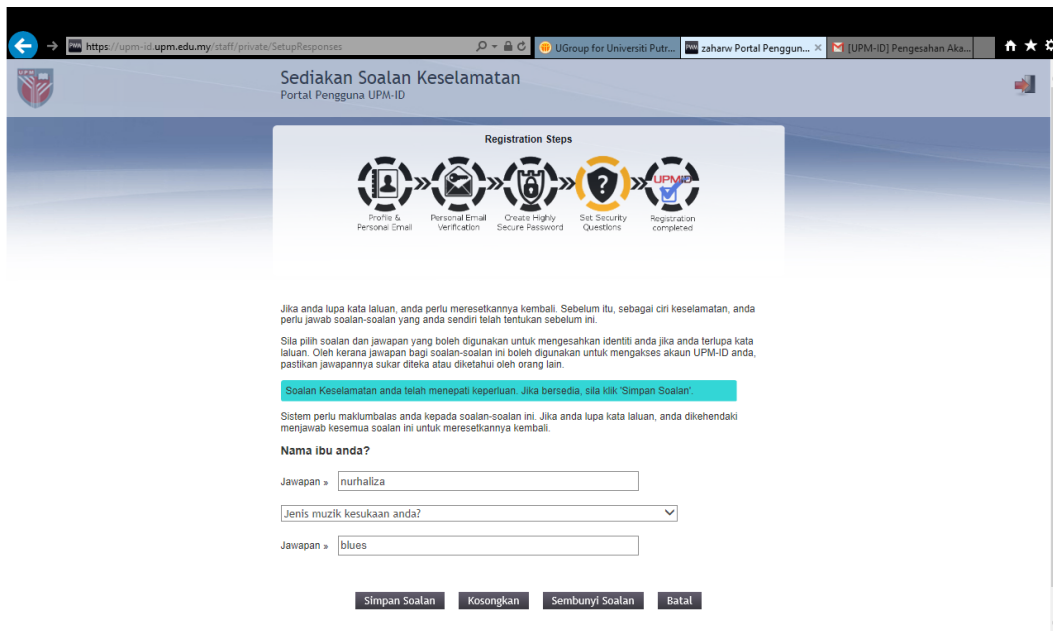 https://upm-id.upm.edu.my/staff/private/SetupResponses
UGroup for Universiti Putr...
PWM zaharw Portal Penggun...
[UPM-ID] Pengesahan Aka...
UPM
Sediakan Soalan Keselamatan
Portal Pengguna UPM-ID
Registration Steps
UPMID
Profile & Personal Email
Personal Email Verification
Create Highly Secure Password
Set Security Questions
Registration completed
Jika anda lupa kata laluan, anda perlu meresetkannya kembali. Sebelum itu, sebagai ciri keselamatan, anda
perlu jawab soalan-soalan yang anda sendiri telah tentukan sebelum ini.
Sila pilih soalan dan jawapan yang boleh digunakan untuk mengesahkan identiti anda jika anda terlupa kata
laluan. Oleh kerana jawapan bagi soalan-soalan ini boleh digunakan untuk mengakses akaun UPM-ID anda,
pastikan jawapannya sukar diteka atau diketahui oleh orang lain.
Soalan Keselamatan anda telah menepati keperluan. Jika bersedia, sila klik 'Simpan Soalan'.
Sistem perlu maklumbalas anda kepada soalan-soalan ini. Jika anda lupa kata laluan, anda dikehendaki
menjawab kesemua soalan ini untuk meresetkannya kembali.
Nama ibu anda?
Jawapan » nurhaliza
Jenis muzik kesukaan anda?
Jawapan » blues
Simpan Soalan Kosongkan Sembunyi Soalan Batal